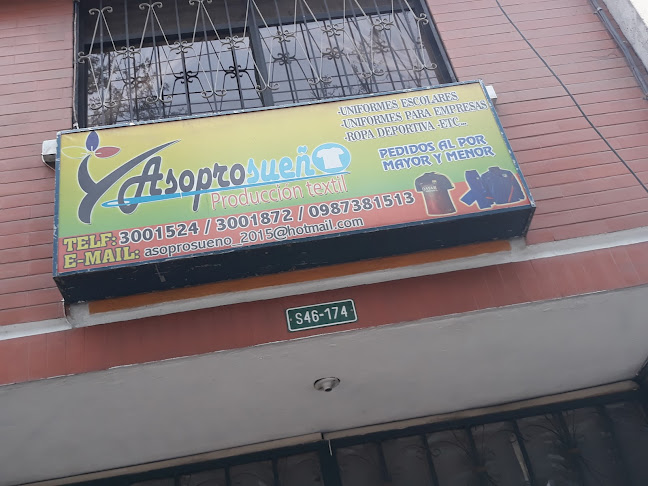 -UNIFORMES ESCOLARES
-UNIFORMES PARA EMPRESAS
-ROPA DEPORTIVA -ETC...
Asoprosueño
Produccion textil
PEDIDOS AL POR
MAYOR Y MENOR
TELF: 3001524 / 3001872 / 0987381513
E-MAIL: asoprosueno_2015@hotmail.com
S46-174